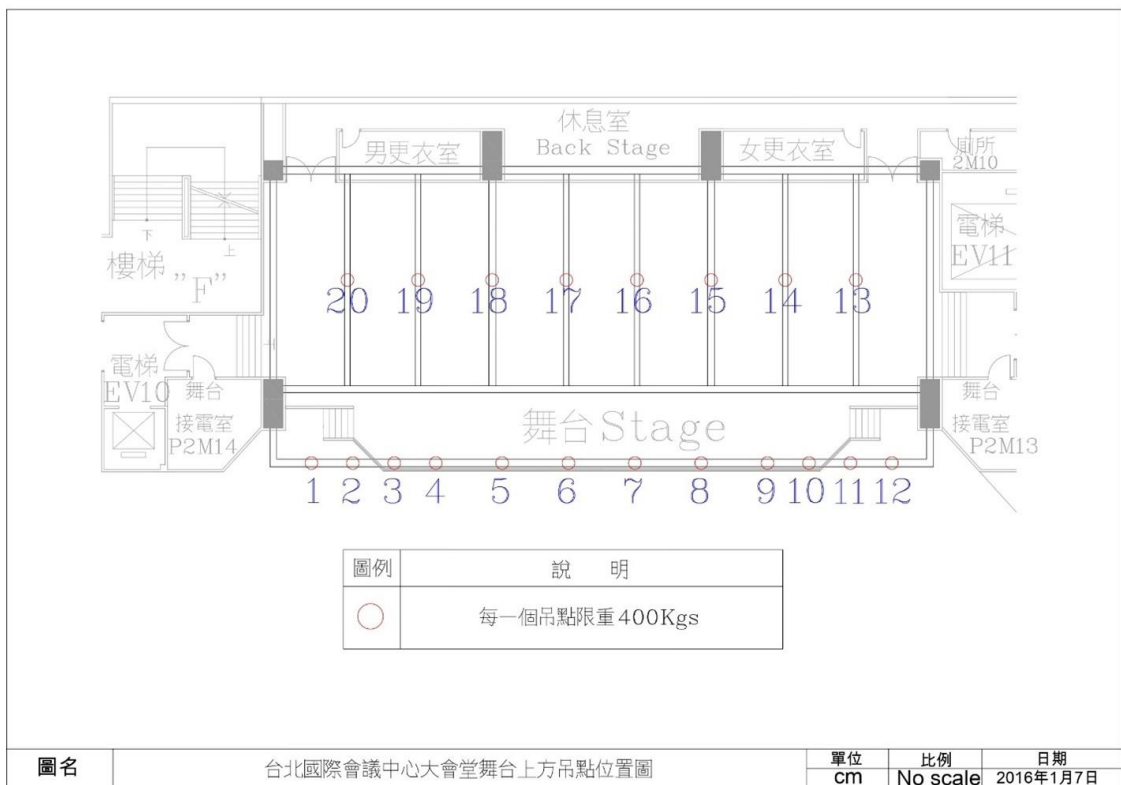 休息室
Back Stage
男更衣室
女更衣室
廁所
2M10
下
上
樓梯 "F"
電梯
EV11
20 19 18 17 16 15 14 13
上
電梯
EV10
舞台
接電室
P2M14
舞台Stage
舞台
接電室
P2M13
1 2 3 4 5 6 7 8 9 10 11 12
圖例 說 明
每一個吊點限重400Kgs
圖名 台北國際會議中心大會堂舞台上方吊點位置圖
單位 比例 日期
cm No scale 2016年1月7日